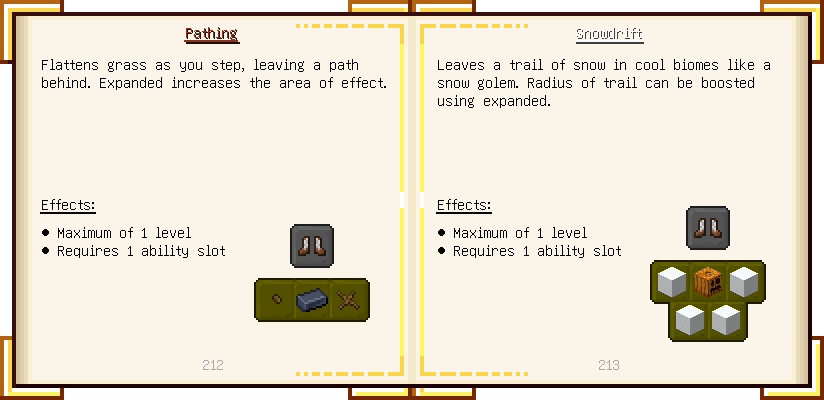 Pathing
Flattens grass as you step, leaving a path
behind. Expanded increases the area of effect.
Effects:
• Maximum of 1 level
• Requires 1 ability slot
212
Snowdrift
Leaves a trail of snow in cool biomes like a
snow golem. Radius of trail can be boosted
using expanded.
Effects:
• Maximum of 1 level
• Requires 1 ability slot
213